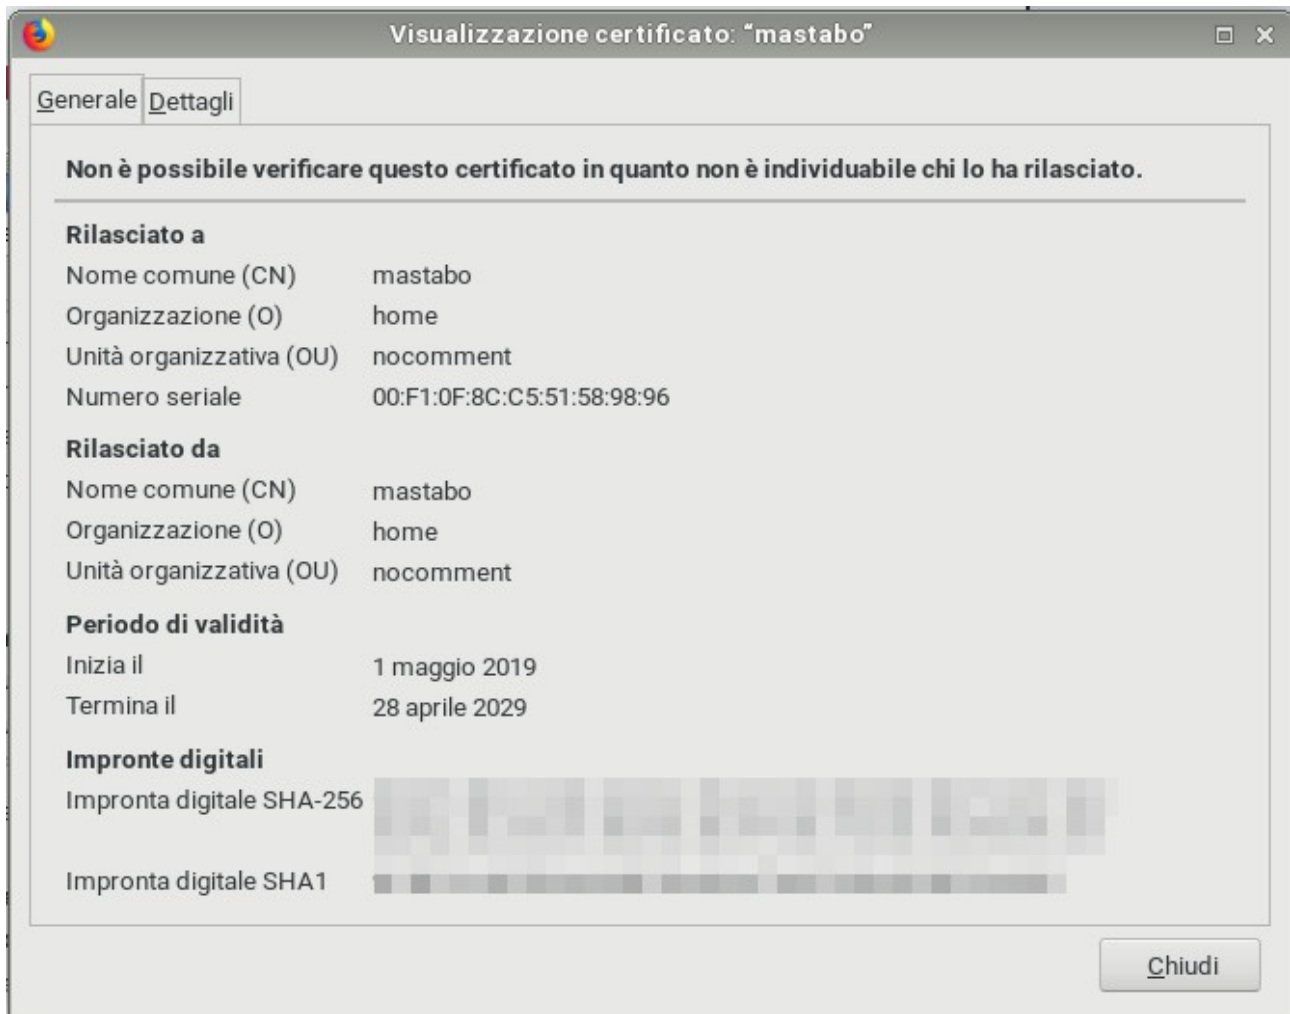 Visualizzazione certificato: “mastabo”
Generale Dettagli
Non è possibile verificare questo certificato in quanto non è individuabile chi lo ha rilasciato.
Rilasciato a
Nome comune (CN) mastabo
Organizzazione (O) home
Unità organizzativa (OU) nocomment
Numero seriale 00:F1:0F:8C:C5:51:58:98:96
Rilasciato da
Nome comune (CN) mastabo
Organizzazione (O) home
Unità organizzativa (OU) nocomment
Periodo di validità
Inizia il 1 maggio 2019
Termina il 28 aprile 2029
Impronte digitali
Impronta digitale SHA-256
Impronta digitale SHA1
Chiudi